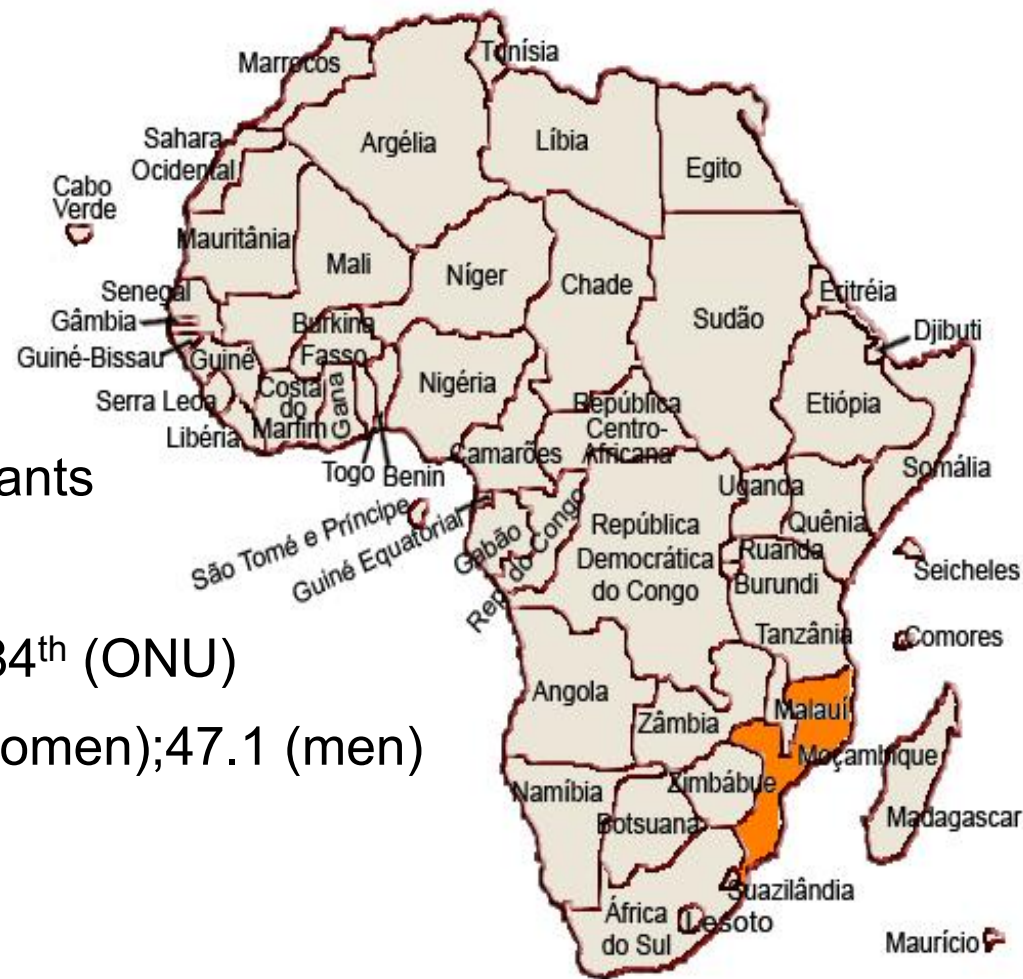 Marrocos
Tunísia
Argélia
Líbia
Egito
Sahara
Ocidental
Cabo
Verde
Mauritânia
Mali
Níger
Chade
Sudão
Eritréia
Djibuti
Senegal
Gâmbia
Guiné-Bissau
Guiné
Burkina
Fasso
Serra Leoa
Libéria
Costa
do
Marfim
Gana
Togo
Benin
Nigéria
Camarões
República
Centro-
Africana
Etiópia
Somália
ants
São Tomé e Príncipe
Guiné Equatorial
Gabão
Rep. do Congo
República
Democrática
do Congo
Uganda
Quênia
Ruanda
Burundi
Tanzânia
Seicheles
Comores
34th (ONU)
omen);47.1 (men)
Angola
Zâmbia
Malauí
Moçambique
Namíbia
Botsuana
Zimbábue
Madagascar
Suazilândia
África
do Sul
Lesoto
Maurício